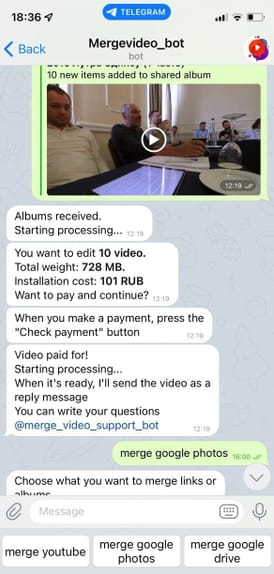 18:36
TELEGRAM
Back
Mergevideo_bot
bot
10 new items added to shared album
12:19
Albums received.
Starting processing... 12:19
You want to edit 10 video.
Total weight: 728 MB.
Installation cost: 101 RUB
Want to pay and continue? 12:19
When you make a payment, press the
"Check payment" button 12:19
Video paid for!
Starting processing...
When it's ready, I'll send the video as a
reply message
You can write your questions
@merge_video_support_bot 12:19
merge google photos 18:00
Choose what you want to merge links or
albums
Message
merge youtube
merge google
photos
merge google
drive